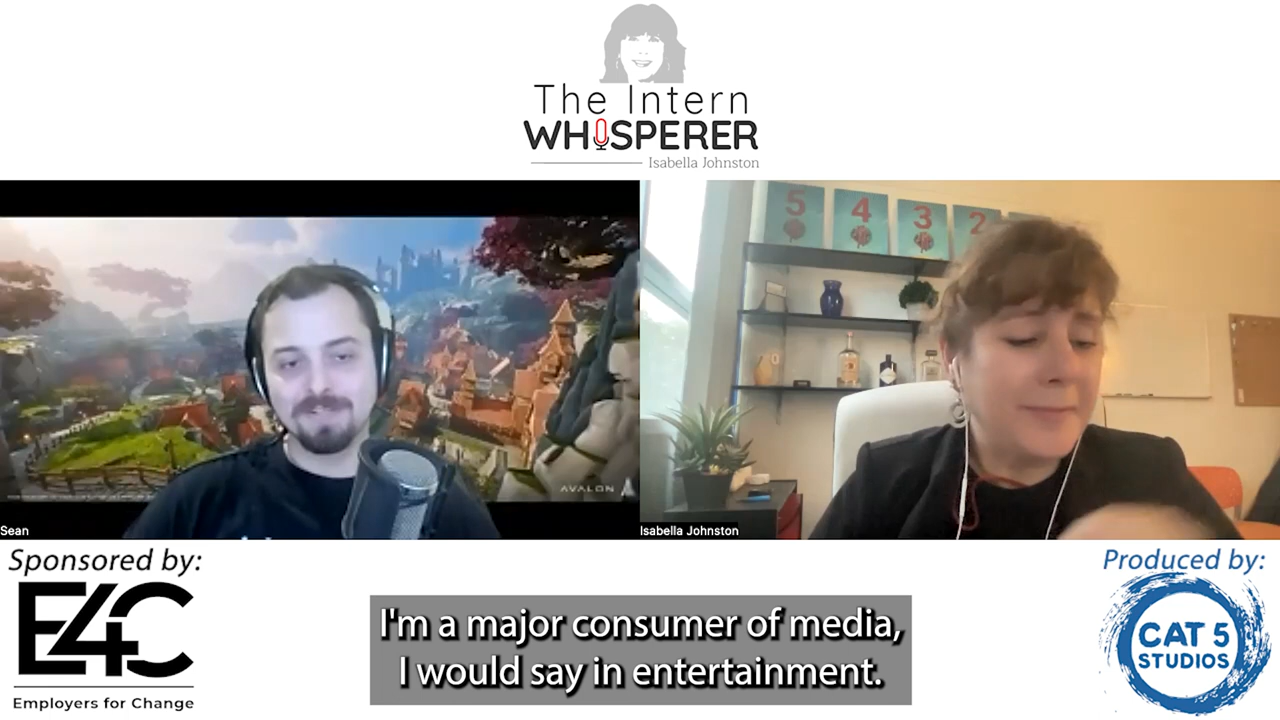 The Intern
WHISPERER
Isabella Johnston
5 4 3 2
AVALON
Sean
Isabella Johnston
Sponsored by:
E4C
Employers for Change
I'm a major consumer of media,
I would say in entertainment.
Produced by:
CAT 5
STUDIOS